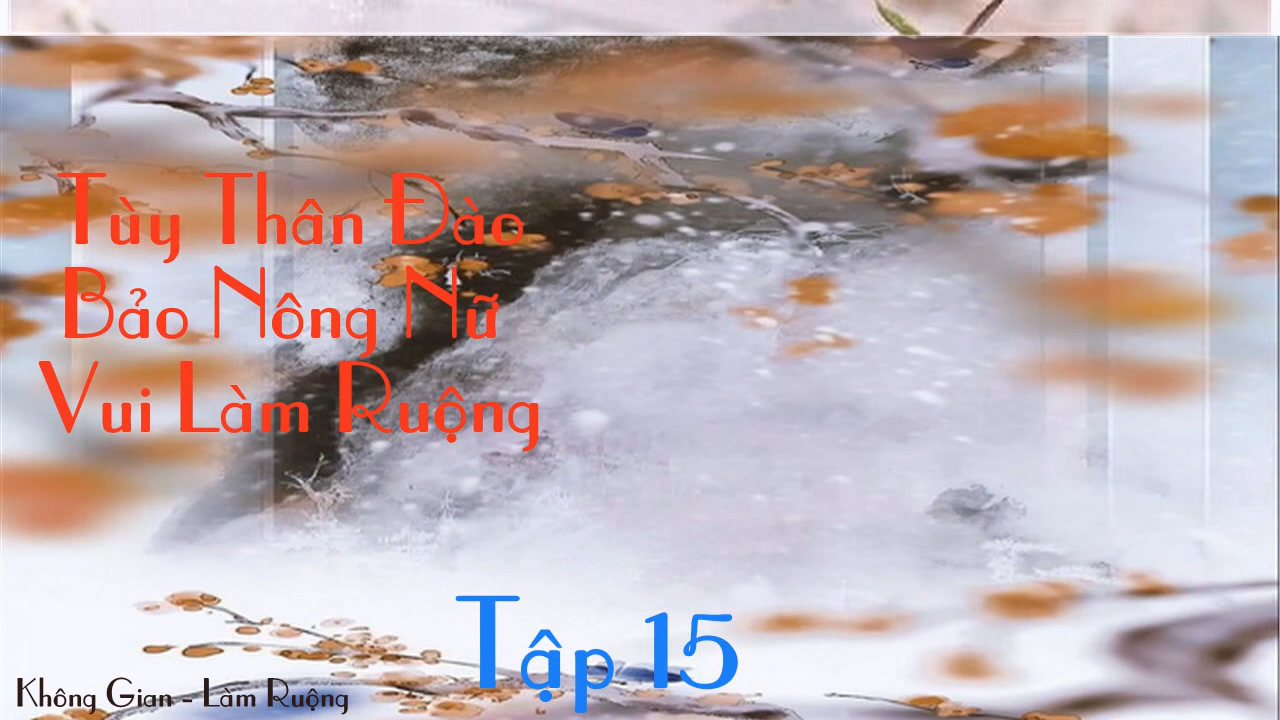 Tùy Thân Đào
Bảo Nông Nữ
Vui Làm Ruộng
Tập 15
Không Gian - Làm Ruộng